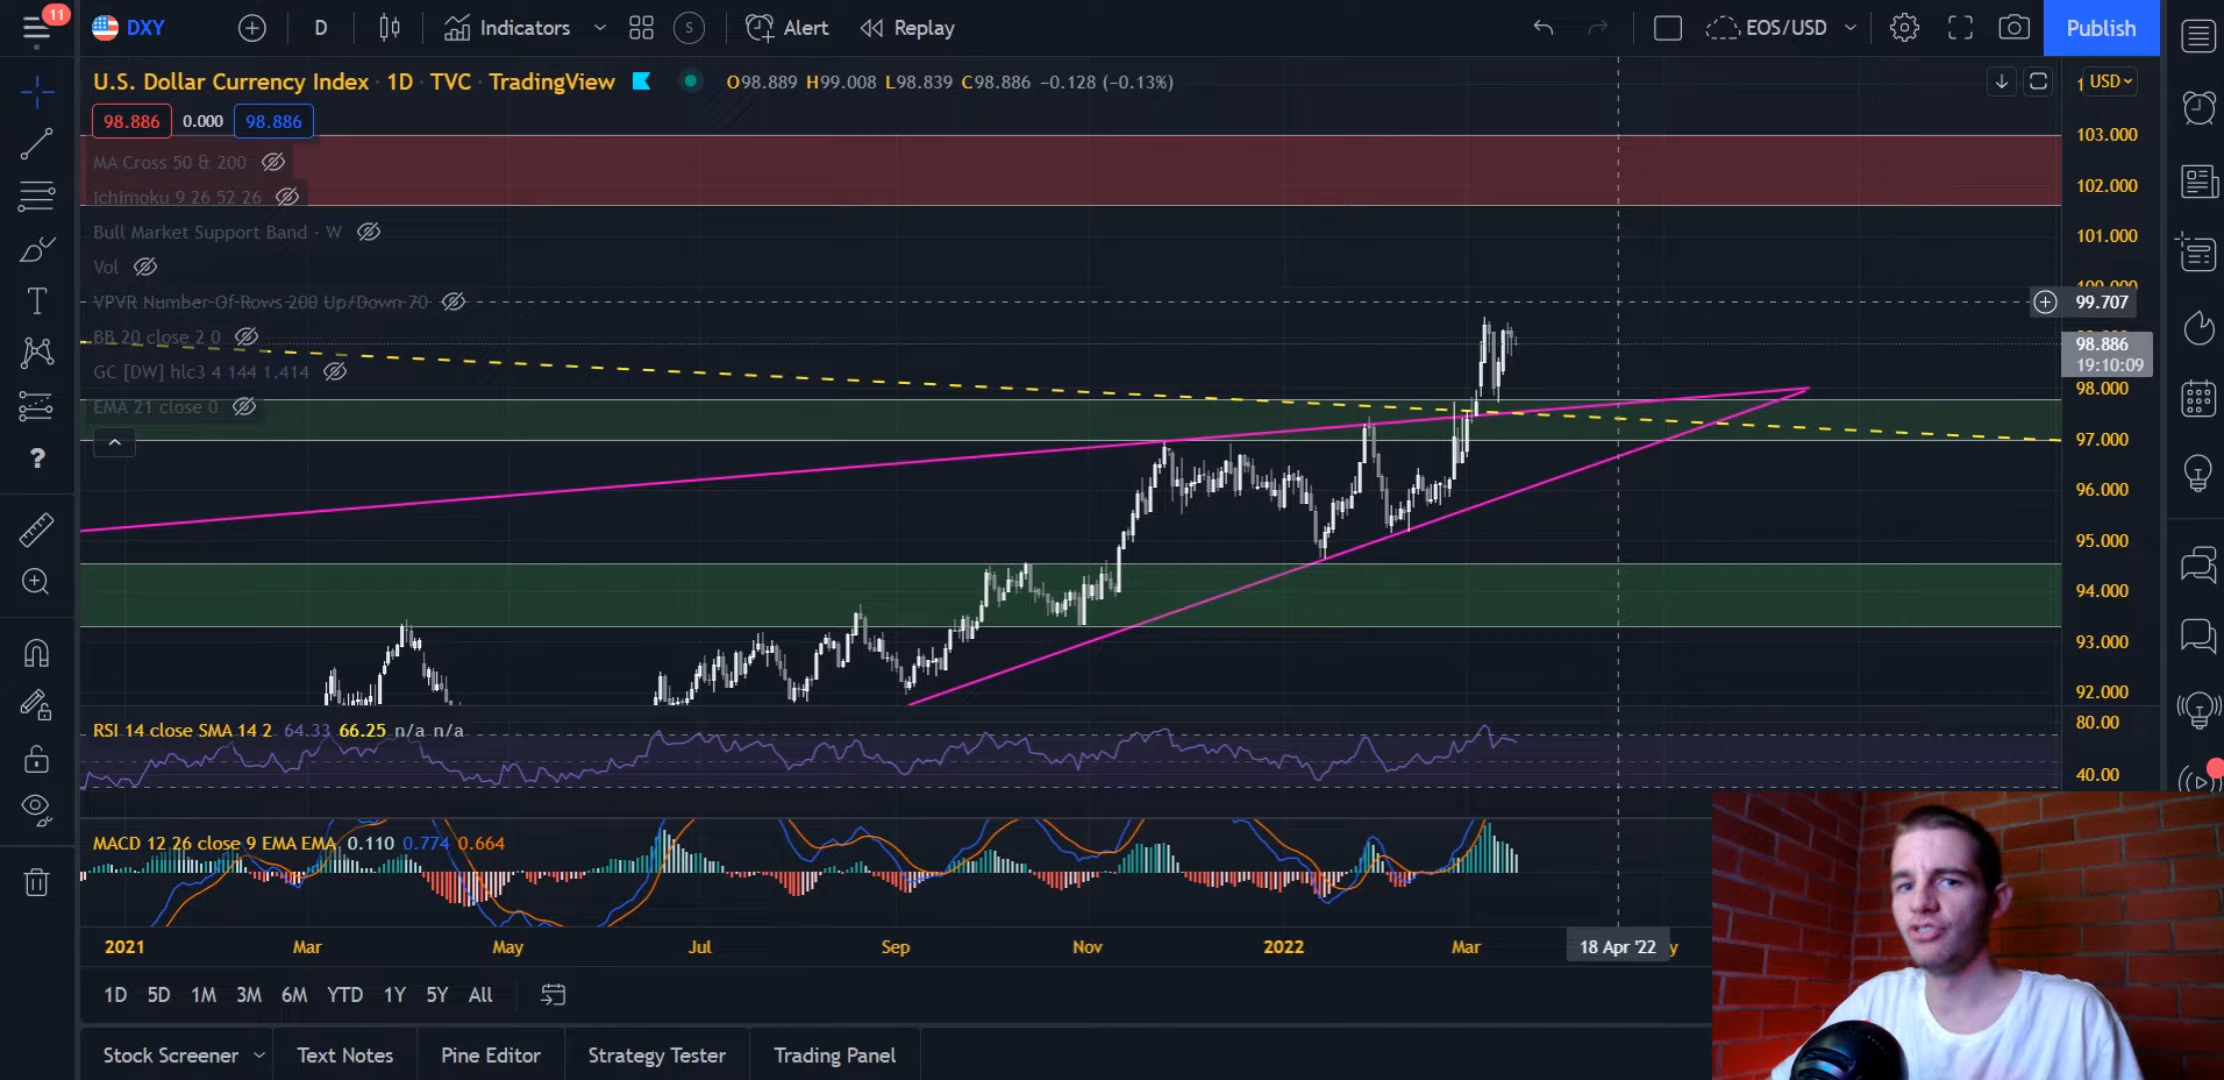 11
DXY
D
Indicators
S
Alert
Replay
EOS/USD
Publish
U.S. Dollar Currency Index · 1D · TVC · TradingView
O98.889 H99.008 L98.839 C98.886 −0.128 (−0.13%)
1 USD
98.886 0.000 98.886
MA Cross 50 & 200
Ichimoku 9 26 52 26
Bull Market Support Band · W
Vol
VPVR Number-Of-Rows 200 Up/Down 70
BB 20 close 2 0
GC [DW] hlc3 4 144 1.414
EMA 21 close 0
103.000
102.000
101.000
99.707
98.886
19:10:09
98.000
97.000
96.000
95.000
94.000
93.000
92.000
RSI 14 close SMA 14 2 64.33 66.25 n/a n/a
80.00
40.00
MACD 12 26 close 9 EMA EMA 0.110 0.774 0.664
2021 Mar May Jul Sep Nov 2022 Mar 18 Apr '22 y
1D 5D 1M 3M 6M YTD 1Y 5Y All
Stock Screener Text Notes Pine Editor Strategy Tester Trading Panel